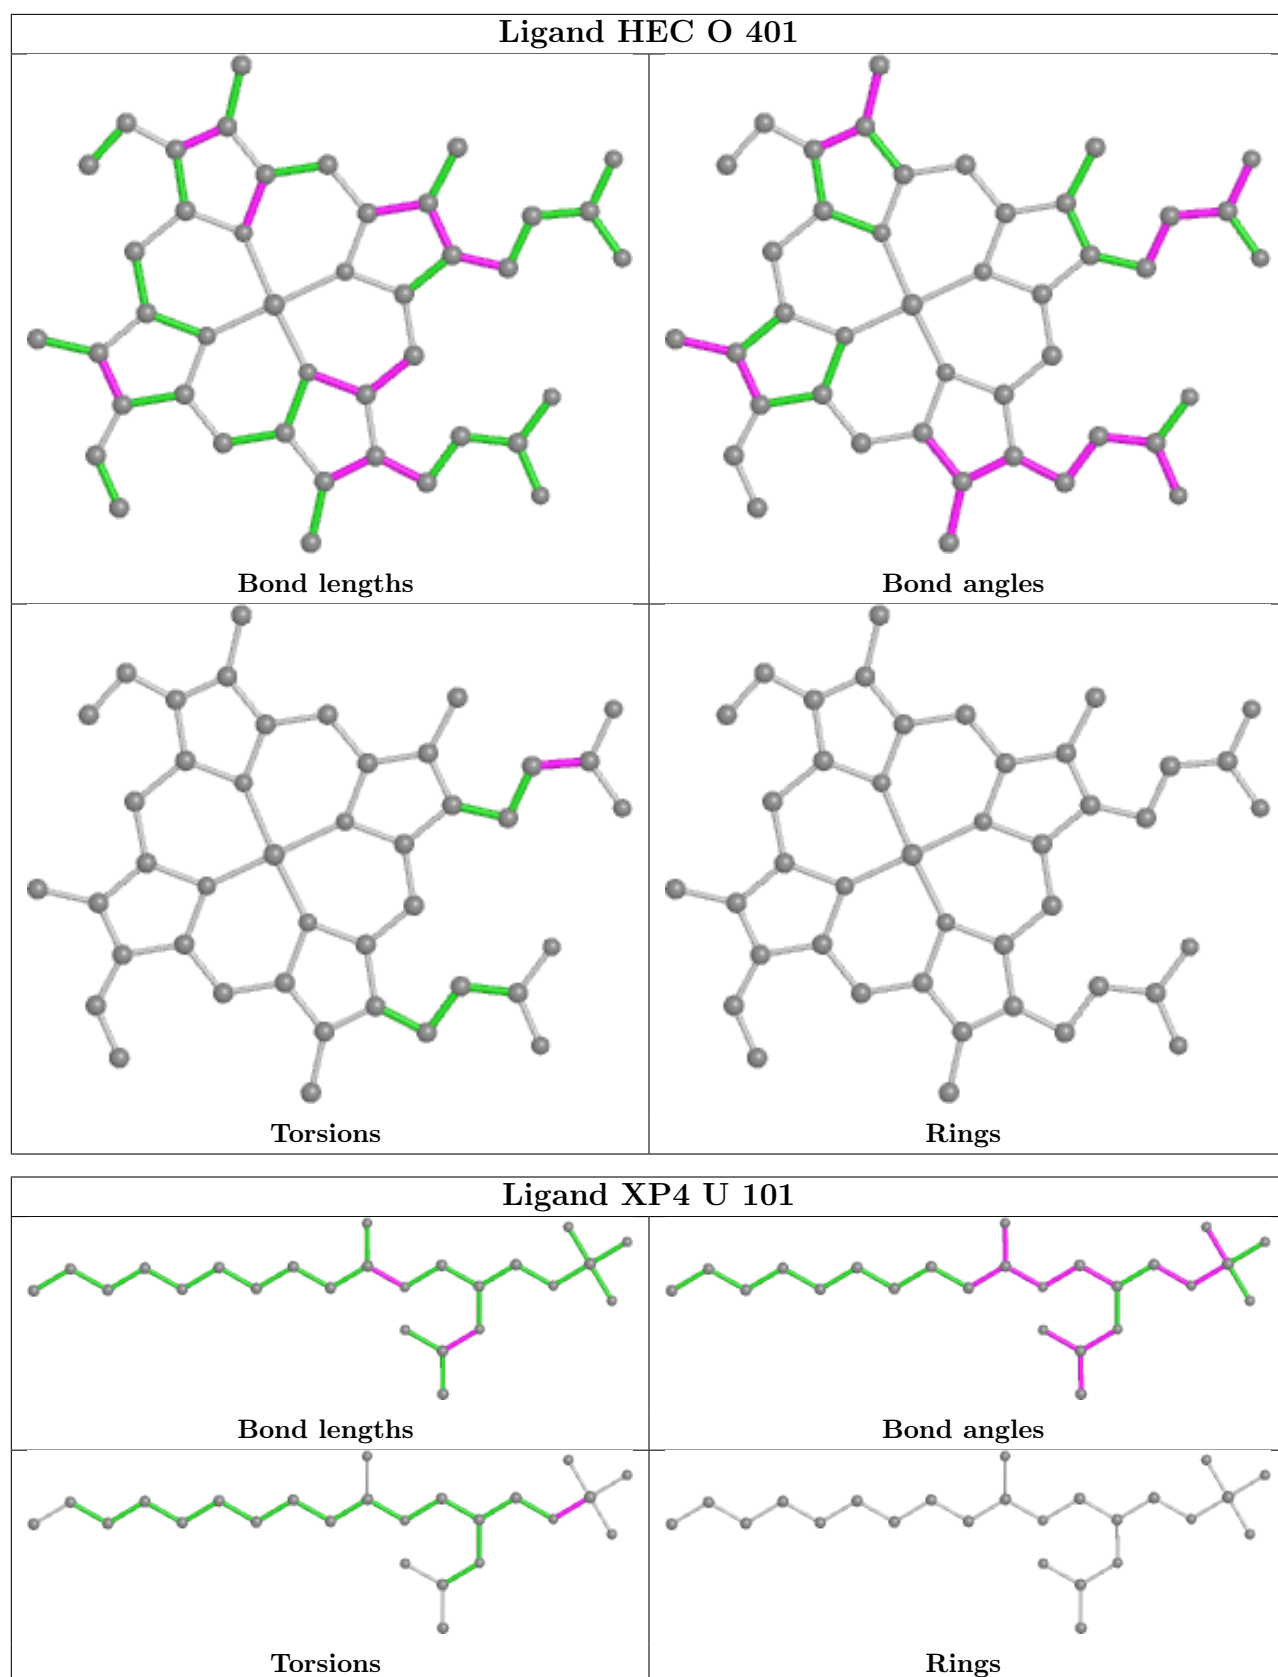 Ligand HEC O 401
Bond lengths
Bond angles
Torsions
Rings
Ligand XP4 U 101
Bond lengths
Bond angles
Torsions
Rings